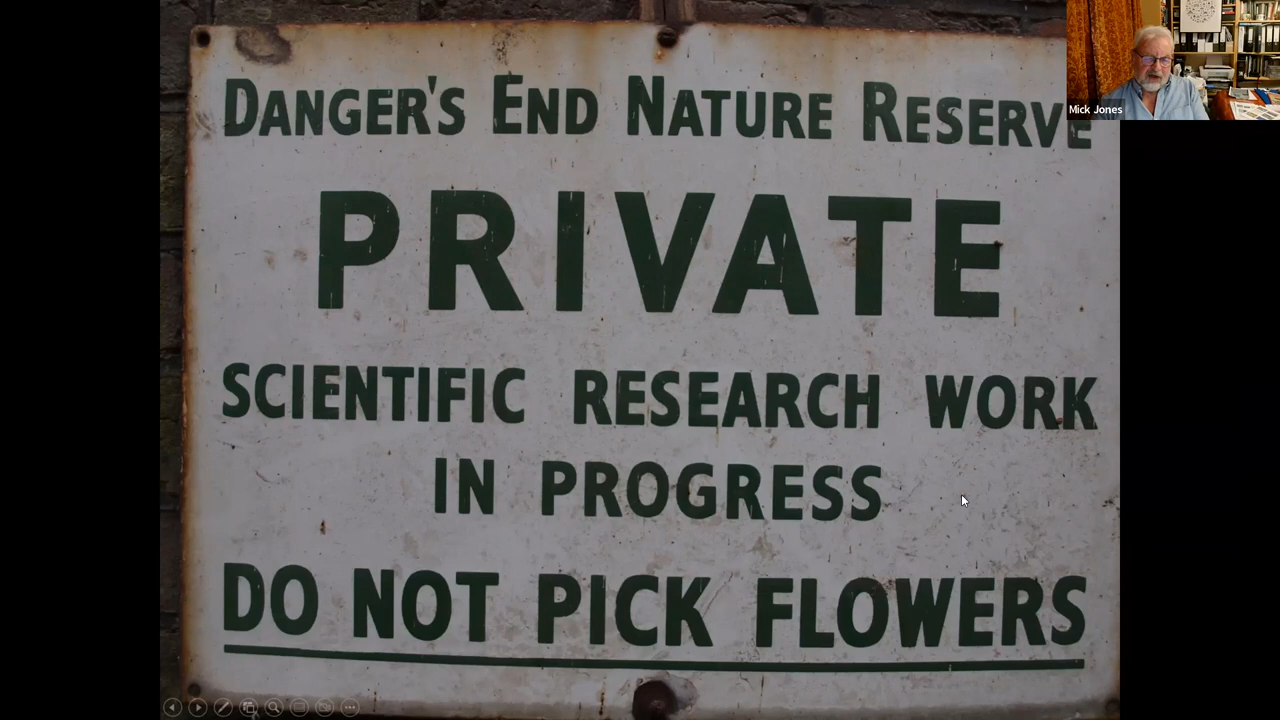 DANGER'S END NATURE RESERVE
PRIVATE
SCIENTIFIC RESEARCH WORK
IN PROGRESS
DO NOT PICK FLOWERS
Mick Jones